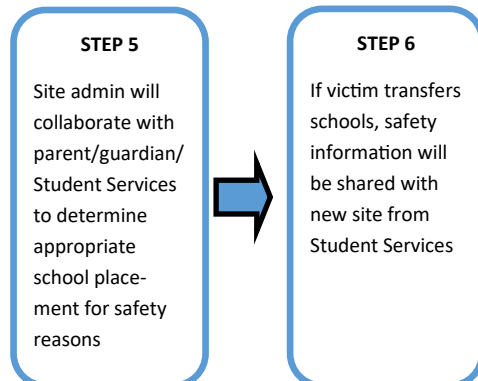 STEP 5
Site admin will
collaborate with
parent/guardian/
Student Services
to determine
appropriate
school place-
ment for safety
reasons
STEP 6
If victim transfers
schools, safety
information will
be shared with
new site from
Student Services